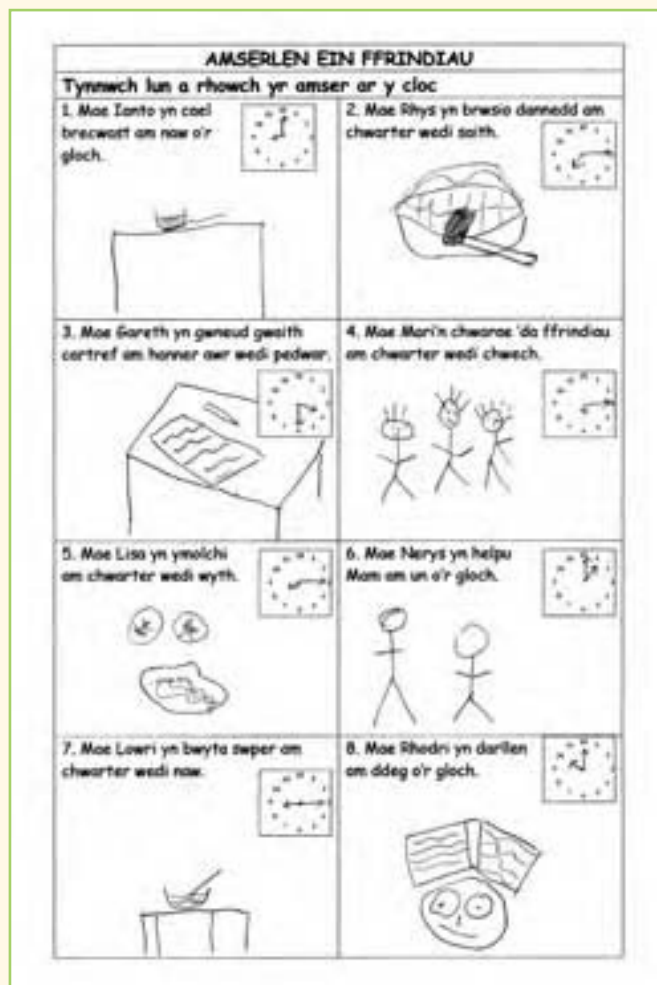 AMSERLEN EIN FFRINDIAU
Tynnwch lun a rhowch yr amser ar y cloc
1. Mae Ianto yn cael
brecwast am naw o'r
gloch.
2. Mae Rhys yn brwsio dannedd am
chwarter wedi saith.
3. Mae Gareth yn gwneud gwaith
cartref am hanner awr wedi pedwar.
4. Mae Mari'n chwarae 'da ffrindiau
am chwarter wedi chwech.
5. Mae Lisa yn ymolchi
am chwarter wedi wyth.
6. Mae Nerys yn helpu
Mam am un o'r gloch.
7. Mae Lowri yn bwyta swper am
chwarter wedi naw.
8. Mae Rhodri yn darllen
am ddeg o'r gloch.